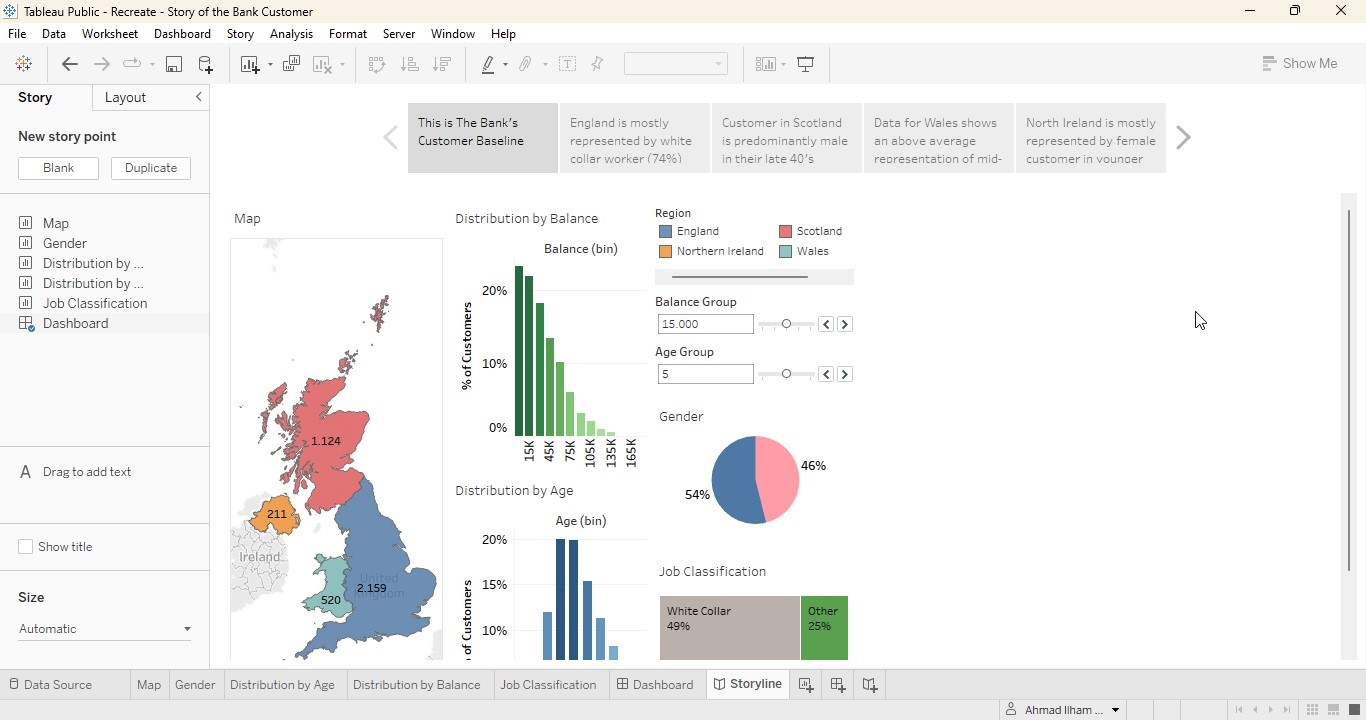 Tableau Public - Recreate - Story of the Bank Customer
File Data Worksheet Dashboard Story Analysis Format Server Window Help
Show Me
Story Layout
New story point
Blank Duplicate
Map
Gender
Distribution by ...
Distribution by ...
Job Classification
Dashboard
A Drag to add text
Show title
Size
Automatic
This is The Bank's
Customer Baseline
England is mostly
represented by white
collar worker (74%)
Customer in Scotland
is predominantly male
in their late 40's
Data for Wales shows
an above average
representation of mid-
North Ireland is mostly
represented by female
customer in younger
Map
1.124
211
Ireland
United
Kingdom
2.159
520
Distribution by Balance
Balance (bin)
% of Customers
20%
10%
0%
15K 45K 75K 105K 135K 165K
Distribution by Age
Age (bin)
of Customers
20%
15%
10%
Region
England Scotland
Northern Ireland Wales
Balance Group
15.000
Age Group
5
Gender
46%
54%
Job Classification
White Collar
49%
Other
25%
Data Source Map Gender Distribution by Age Distribution by Balance Job Classification Dashboard Storyline
Ahmad Ilham ...